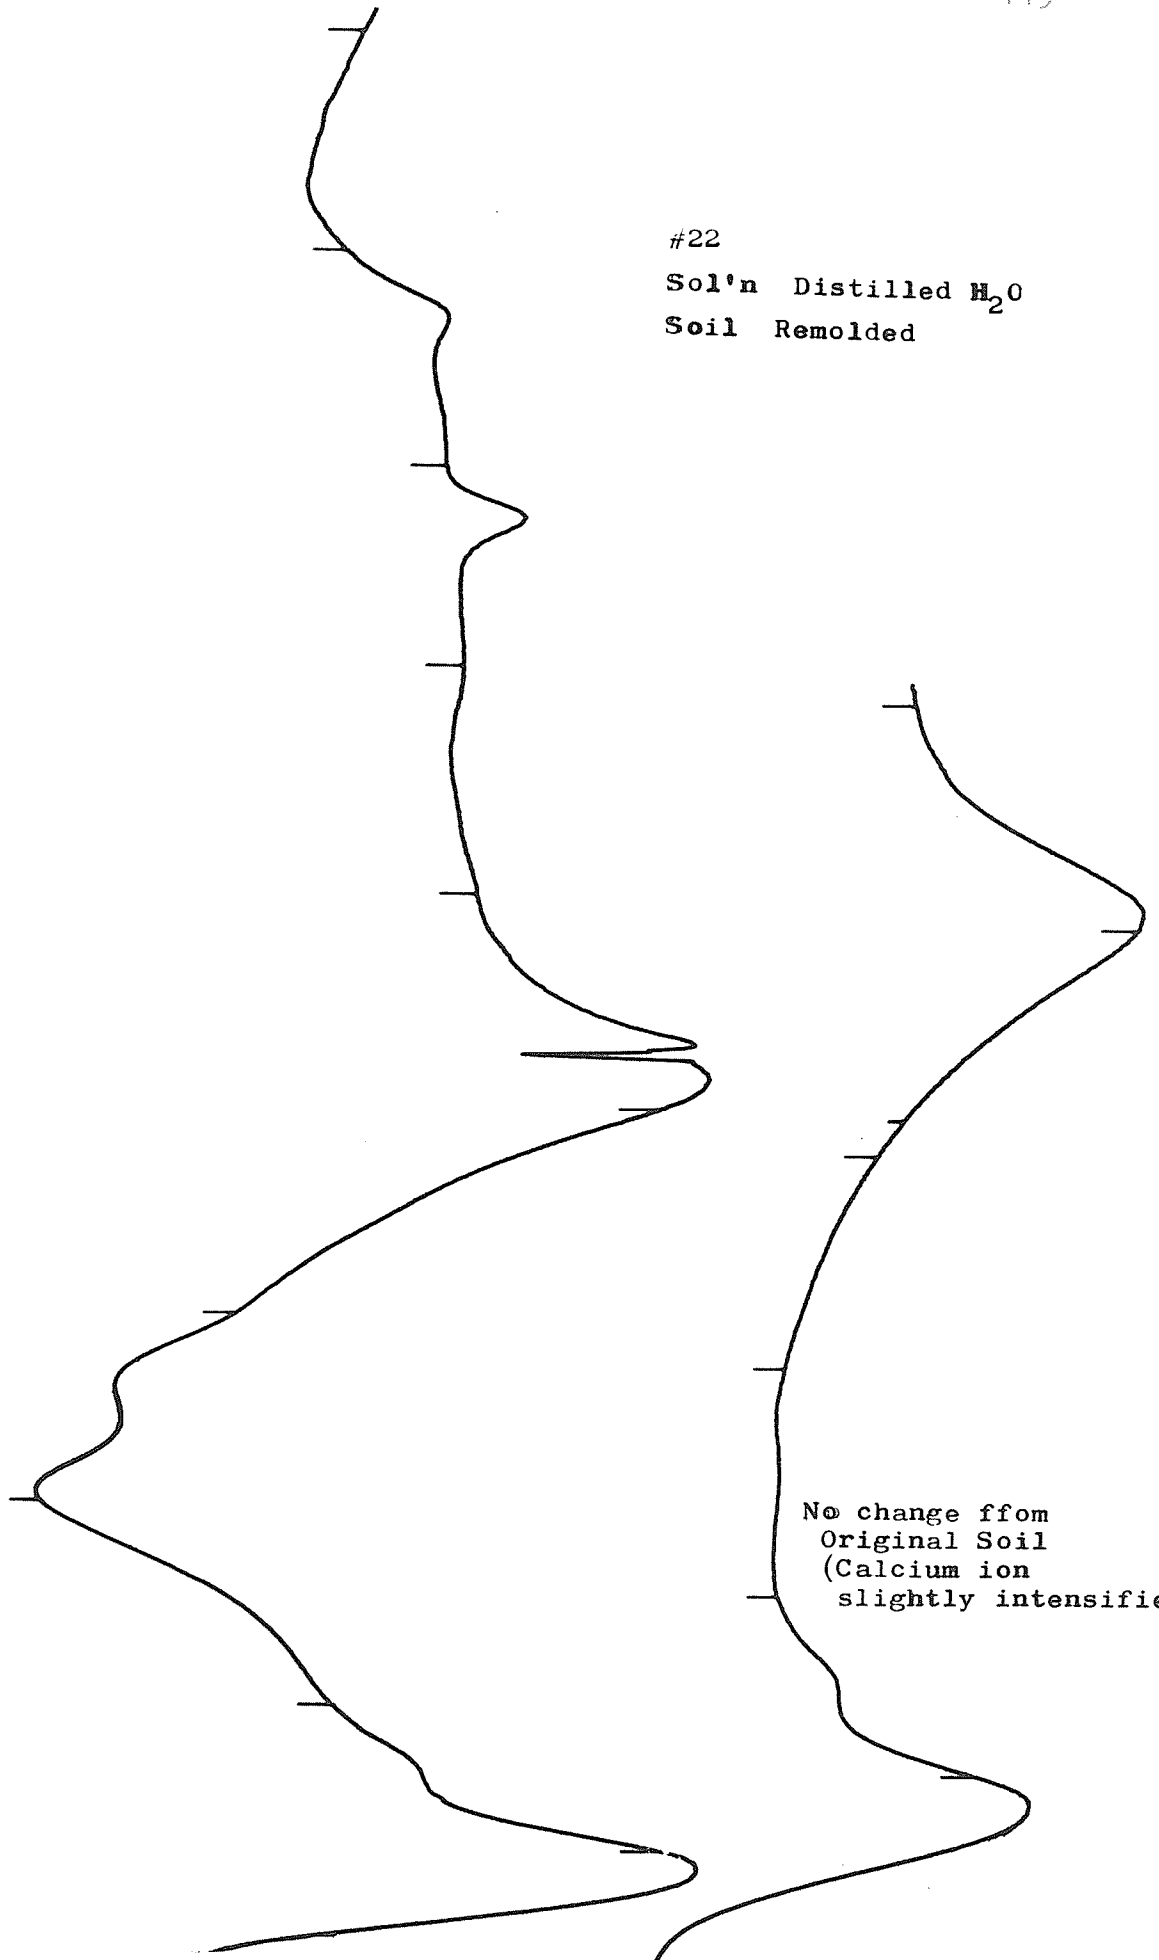 #22
Sol'n Distilled H₂O
Soil Remolded
No change ffom
Original Soil
(Calcium ion
slightly intensifie